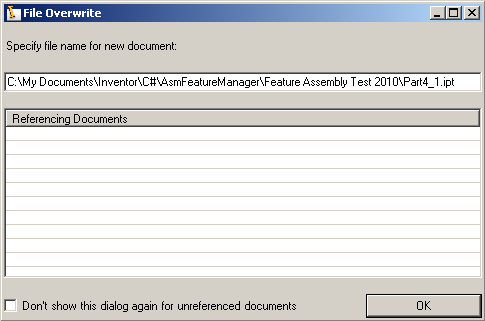 File Overwrite
Specify file name for new document:
C:\My Documents\Inventor\C#\AsmFeatureManager\Feature Assembly Test 2010\Part4_1.ipt
Referencing Documents
Don't show this dialog again for unreferenced documents
OK